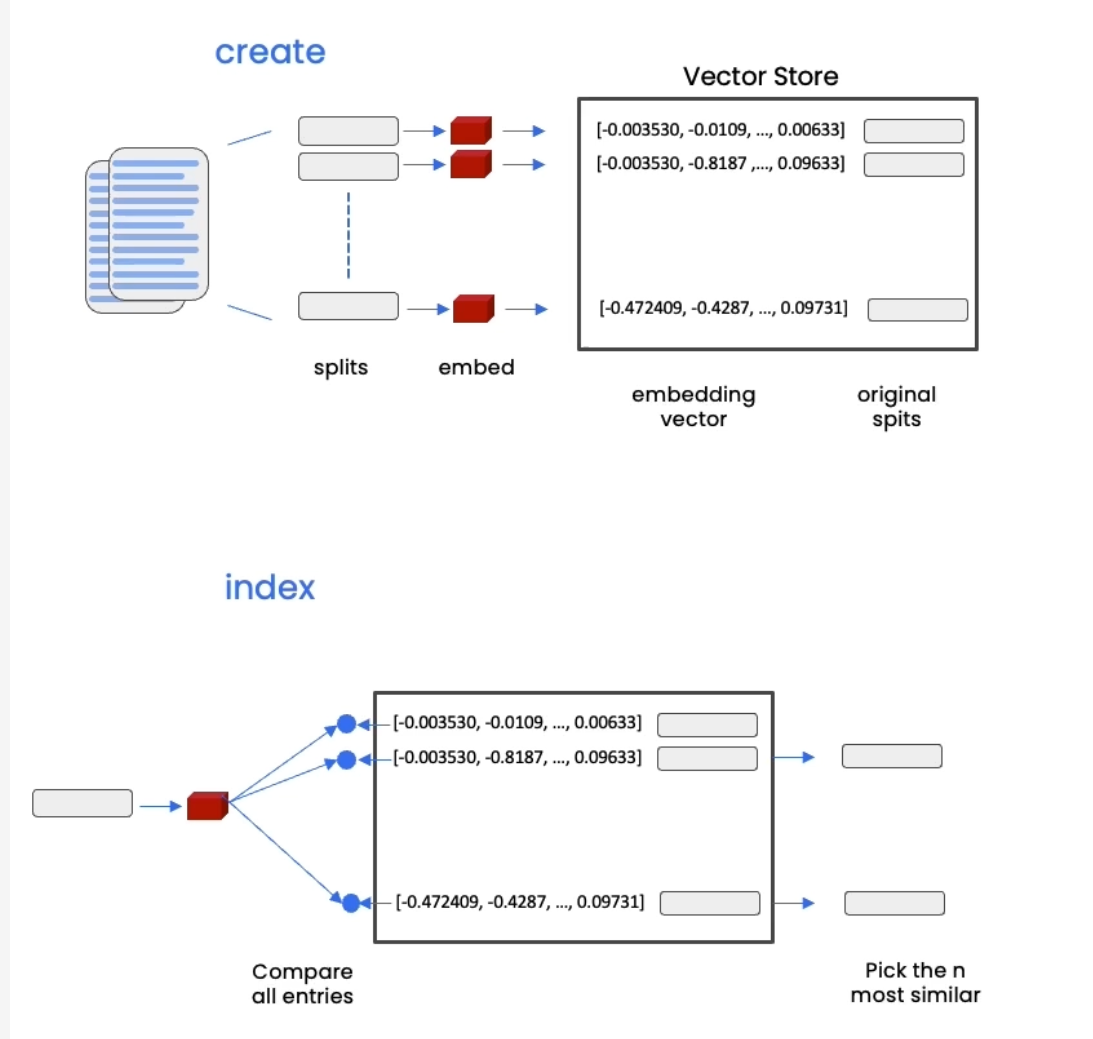 create
Vector Store
[-0.003530, -0.0109, ..., 0.00633]
[-0.003530, -0.8187 ,..., 0.09633]
[-0.472409, -0.4287, ..., 0.09731]
splits
embed
embedding
vector
original
spits
index
[-0.003530, -0.0109, ..., 0.00633]
[-0.003530, -0.8187, ..., 0.09633]
[-0.472409, -0.4287, ..., 0.09731]
Compare
all entries
Pick the n
most similar